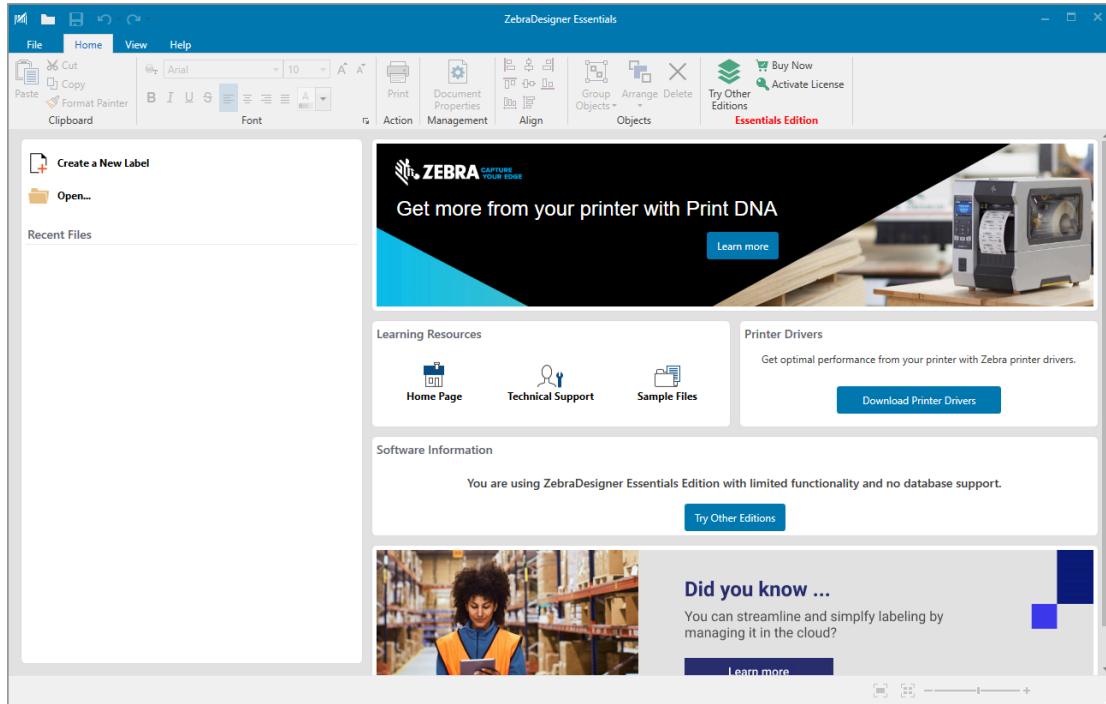 ZebraDesigner Essentials
File Home View Help
Paste
Cut
Copy
Format Painter
Clipboard
Arial 10
B I U S
Font
Print
Action
Document
Properties
Management
Align
Group
Objects
Arrange
Delete
Objects
Try Other
Editions
Buy Now
Activate License
Essentials Edition
Create a New Label
Open...
Recent Files
ZEBRA CAPTURE
YOUR EDGE
Get more from your printer with Print DNA
Learn more
Learning Resources
Home Page
Technical Support
Sample Files
Printer Drivers
Get optimal performance from your printer with Zebra printer drivers.
Download Printer Drivers
Software Information
You are using ZebraDesigner Essentials Edition with limited functionality and no database support.
Try Other Editions
Did you know ...
You can streamline and simplfy labeling by
managing it in the cloud?
Learn more